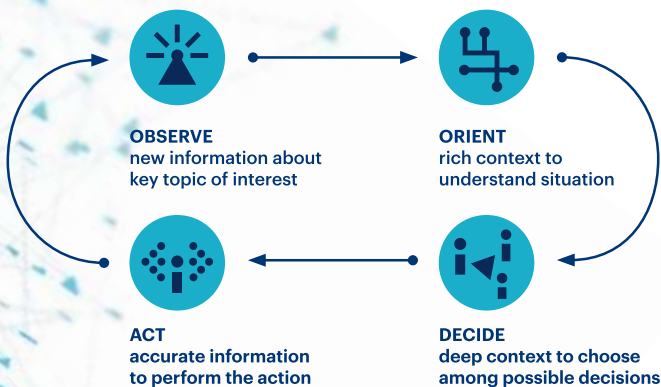 OBSERVE
new information about
key topic of interest
ORIENT
rich context to
understand situation
ACT
accurate information
to perform the action
DECIDE
deep context to choose
among possible decisions